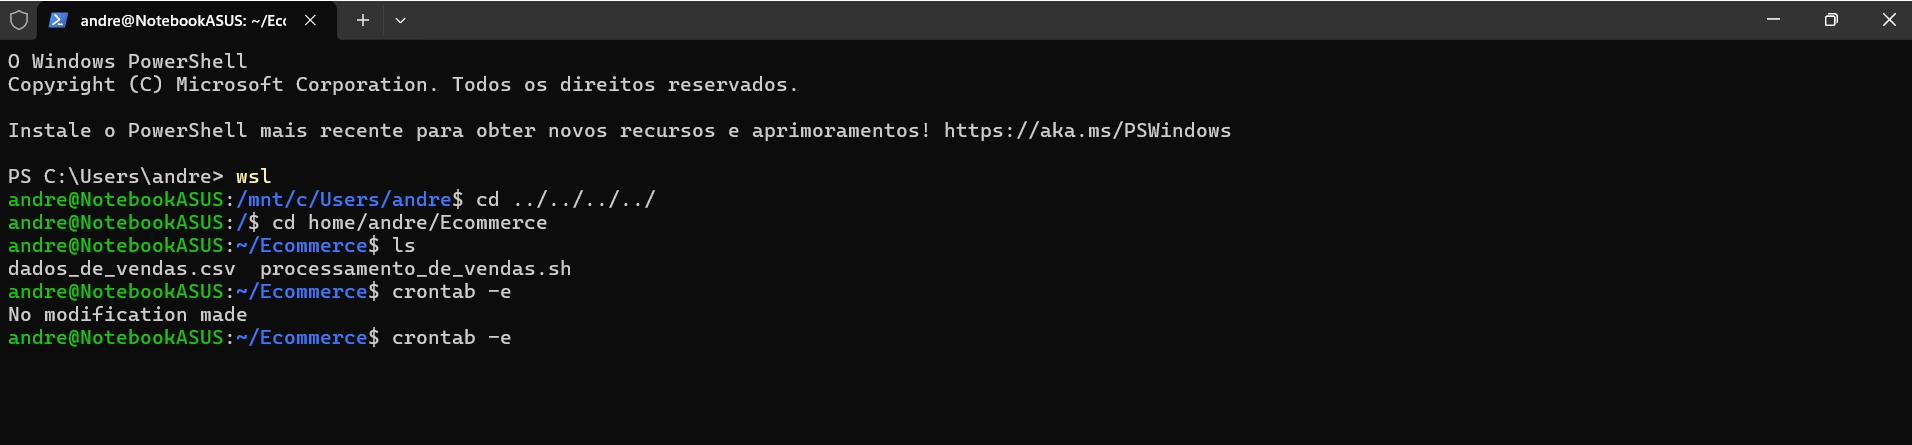 andre@NotebookASUS: ~/Ecc
O Windows PowerShell
Copyright (C) Microsoft Corporation. Todos os direitos reservados.
Instale o PowerShell mais recente para obter novos recursos e aprimoramentos! https://aka.ms/PSWindows
PS C:\Users\andre> wsl
andre@NotebookASUS:/mnt/c/Users/andre$ cd ../../../../
andre@NotebookASUS:/$ cd home/andre/Ecommerce
andre@NotebookASUS:~/Ecommerce$ ls
dados_de_vendas.csv  processamento_de_vendas.sh
andre@NotebookASUS:~/Ecommerce$ crontab -e
No modification made
andre@NotebookASUS:~/Ecommerce$ crontab -e